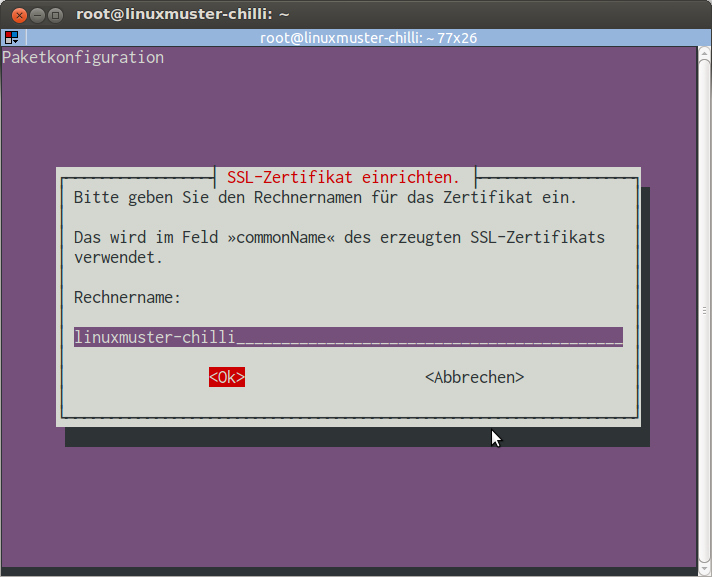 root@linuxmuster-chilli: ~
root@linuxmuster-chilli: ~ 77x26
Paketkonfiguration
SSL-Zertifikat einrichten.
Bitte geben Sie den Rechnernamen für das Zertifikat ein.
Das wird im Feld »commonName« des erzeugten SSL-Zertifikats
verwendet.
Rechnername:
linuxmuster-chilli___________________________________________
<Ok> <Abbrechen>